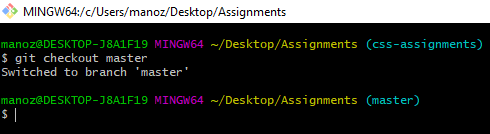 MINGW64:/c/Users/manoz/Desktop/Assignments
manoz@DESKTOP-J8A1F19 MINGW64 ~/Desktop/Assignments (css-assignments)
$ git checkout master
Switched to branch 'master'
manoz@DESKTOP-J8A1F19 MINGW64 ~/Desktop/Assignments (master)
$